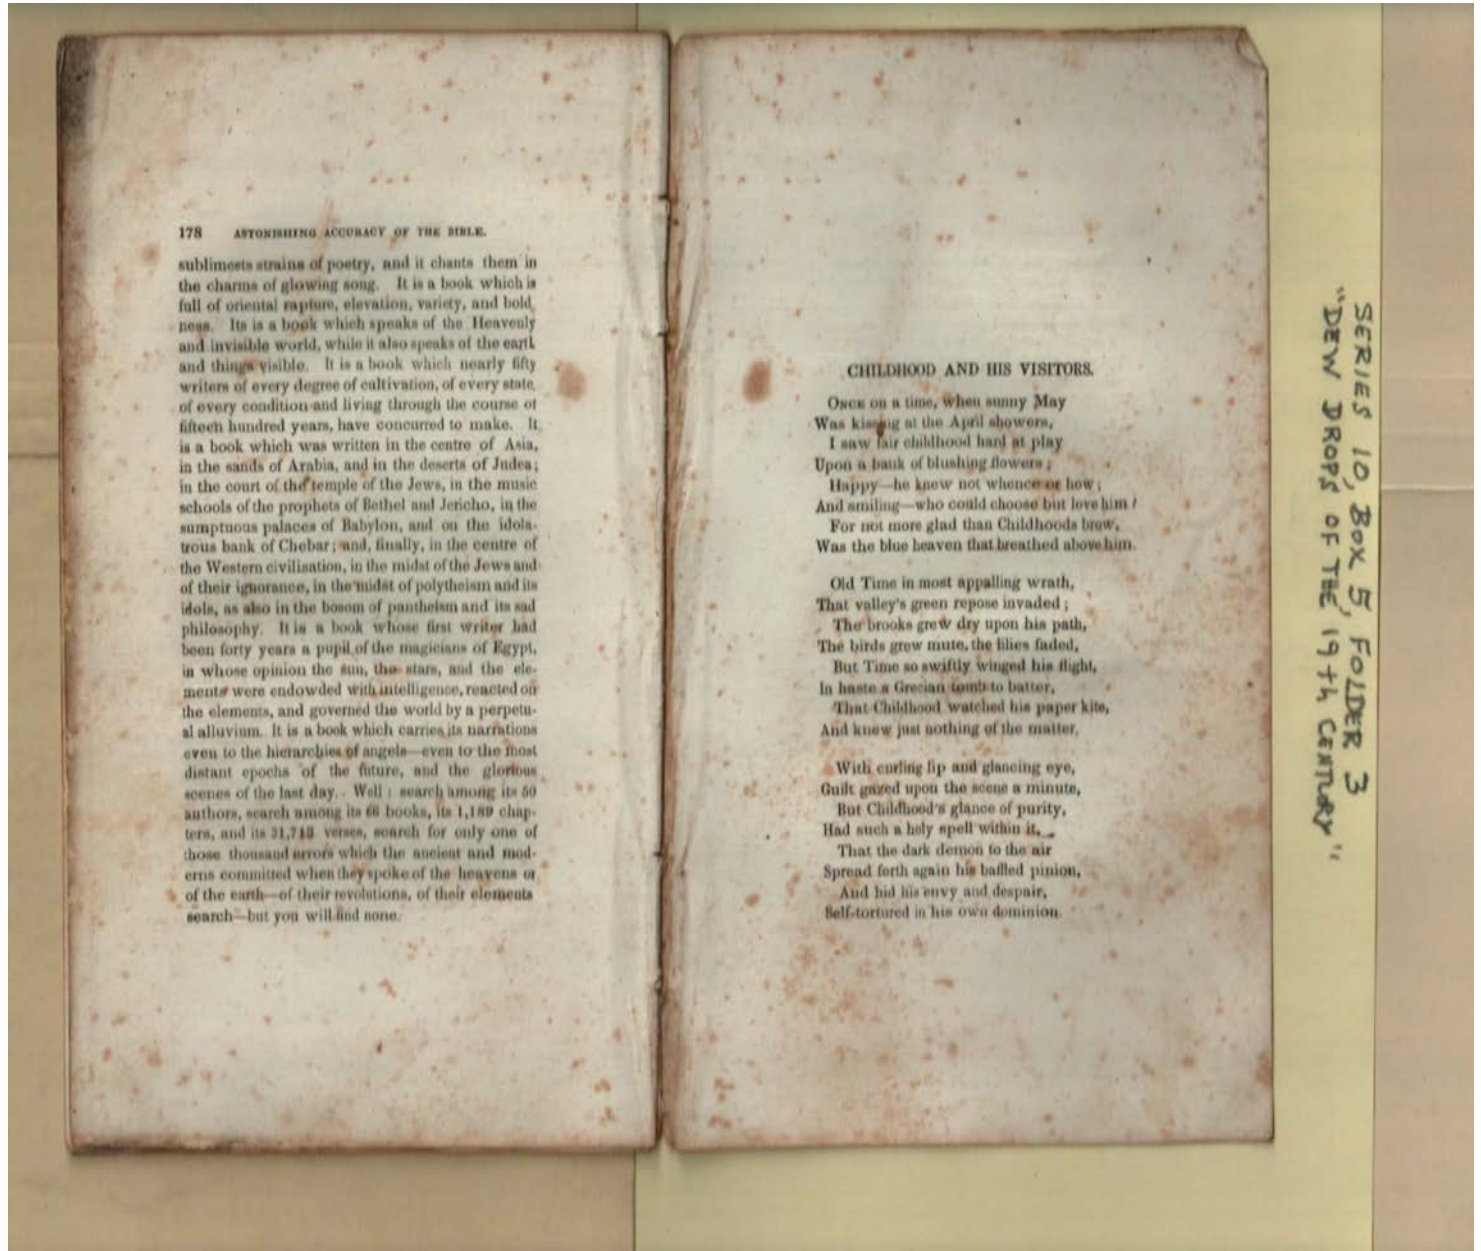 178 ASTONISHING ACCURACY OF THE BIBLE.
sublimests strains of poetry, and it chants them in
the charms of glowing song. It is a book which is
full of oriental rapture, elevation, variety, and bold
ness. Its is a book which speaks of the Heavenly
and invisible world, while it also speaks of the eartl
and things visible. It is a book which nearly fifty
writers of every degree of cultivation, of every state,
of every condition and living through the course of
fifteen hundred years, have concurred to make. It
is a book which was written in the centre of Asia,
in the sands of Arabia, and in the deserts of Judea;
in the court of the temple of the Jews, in the music
schools of the prophets of Bethel and Jericho, in the
sumptuous palaces of Babylon, and on the idola-
trous bank of Chebar; and, finally, in the centre of
the Western civilisation, in the midst of the Jews and
of their ignorance, in the midst of polytheism and its
idols, as also in the bosom of pantheism and its sad
philosophy. It is a book whose first writer had
been forty years a pupil of the magicians of Egypt,
in whose opinion the sun, the stars, and the ele-
ments were endowded with intelligence, reacted on
the elements, and governed the world by a perpetu-
al alluvium. It is a book which carries its narrations
even to the hierarchies of angels—even to the most
distant epochs of the future, and the glorious
scenes of the last day. Well: search among its 50
authors, search among its 66 books, its 1,189 chap-
ters, and its 31,713 verses, search for only one of
those thousand errors which the ancient and mod-
erns committed when they spoke of the heavens or
of the earth—of their revolutions, of their elements
search—but you will find none.
CHILDHOOD AND HIS VISITORS.
ONCE on a time, when sunny May
Was kissing at the April showers,
I saw fair childhood hard at play
Upon a bank of blushing flowers;
Happy—he knew not whence or how;
And smiling—who could choose but love him?
For not more glad than Childhoods brow,
Was the blue heaven that breathed above him.
Old Time in most appalling wrath,
That valley's green repose invaded;
The brooks grew dry upon his path,
The birds grew mute, the lilies faded,
But Time so swiftly winged his flight,
In haste a Grecian tomb to batter,
That Childhood watched his paper kite,
And knew just nothing of the matter.
With curling lip and glancing eye,
Guilt gazed upon the scene a minute,
But Childhood's glance of purity,
Had such a holy spell within it,
That the dark demon to the air
Spread forth again his baffled pinion,
And hid his envy and despair,
Self-tortured in his own dominion.
SERIES 10, BOX 5, FOLDER 3
"DEW DROPS OF THE, 19th CENTURY"